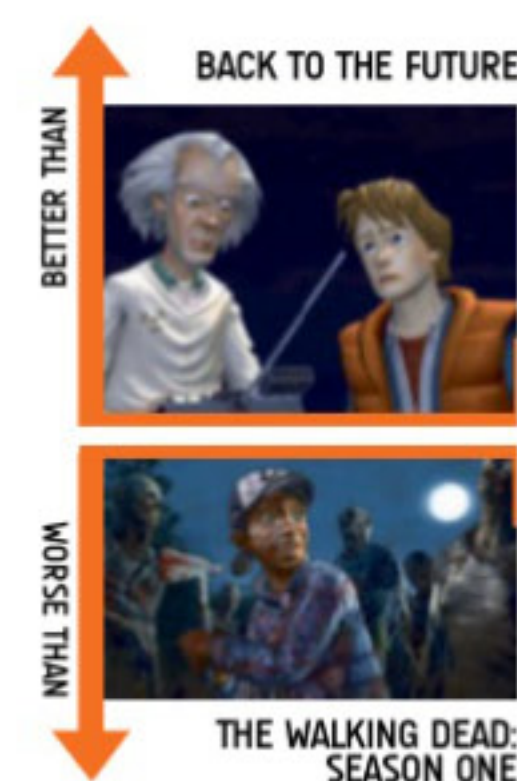 BACK TO THE FUTURE
BETTER THAN
WORSE THAN
THE WALKING DEAD:
SEASON ONE